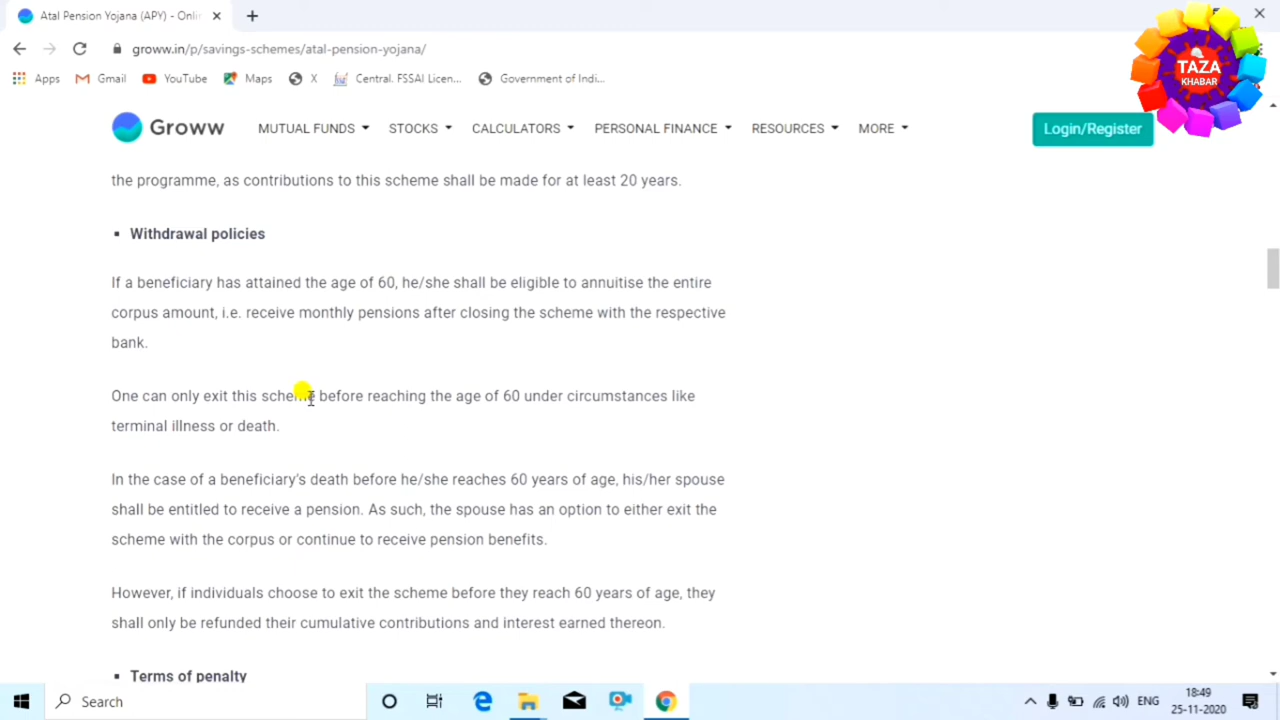 Atal Pension Yojana (APY) - Onli
groww.in/p/savings-schemes/atal-pension-yojana/
Apps Gmail YouTube Maps X Central. FSSAI Licen... Government of Indi...
TAZA
KHABAR
Groww MUTUAL FUNDS STOCKS CALCULATORS PERSONAL FINANCE RESOURCES MORE Login/Register
the programme, as contributions to this scheme shall be made for at least 20 years.
Withdrawal policies
If a beneficiary has attained the age of 60, he/she shall be eligible to annuitise the entire
corpus amount, i.e. receive monthly pensions after closing the scheme with the respective
bank.
One can only exit this scheme before reaching the age of 60 under circumstances like
terminal illness or death.
In the case of a beneficiary's death before he/she reaches 60 years of age, his/her spouse
shall be entitled to receive a pension. As such, the spouse has an option to either exit the
scheme with the corpus or continue to receive pension benefits.
However, if individuals choose to exit the scheme before they reach 60 years of age, they
shall only be refunded their cumulative contributions and interest earned thereon.
Terms of penalty
Search
ENG
18:49
25-11-2020